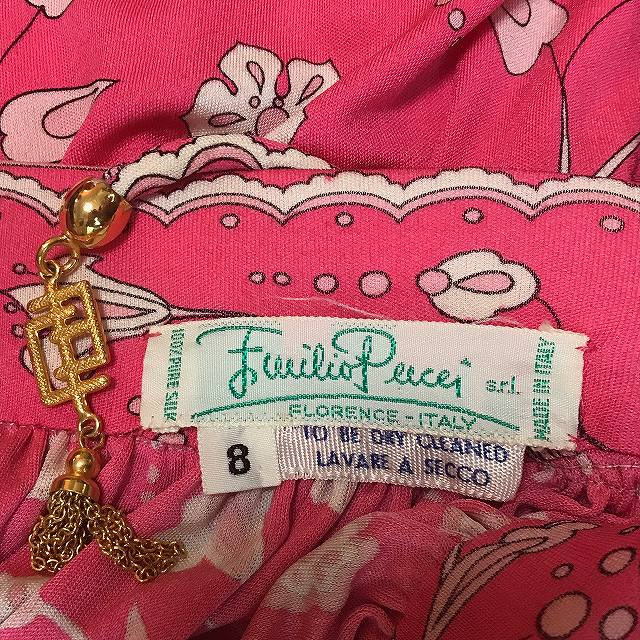 100% PURE SILK
Emilio Pucci s.r.l.
FLORENCE - ITALY
MADE IN ITALY
8
TO BE DRY CLEANED
LAVARE A SECCO